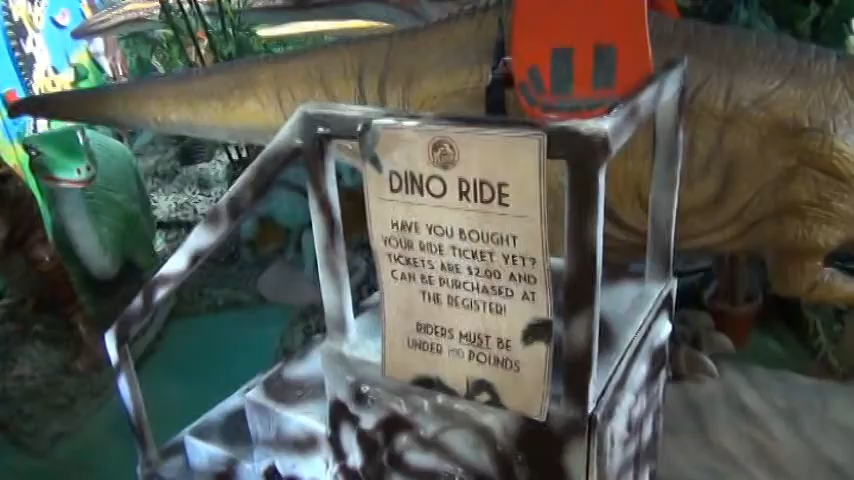 DINO RIDE
HAVE YOU BOUGHT
YOUR RIDE TICKET YET?
TICKETS ARE $2.00 AND
CAN BE PURCHASED AT
THE REGISTER!
RIDERS MUST BE
UNDER 110 POUNDS